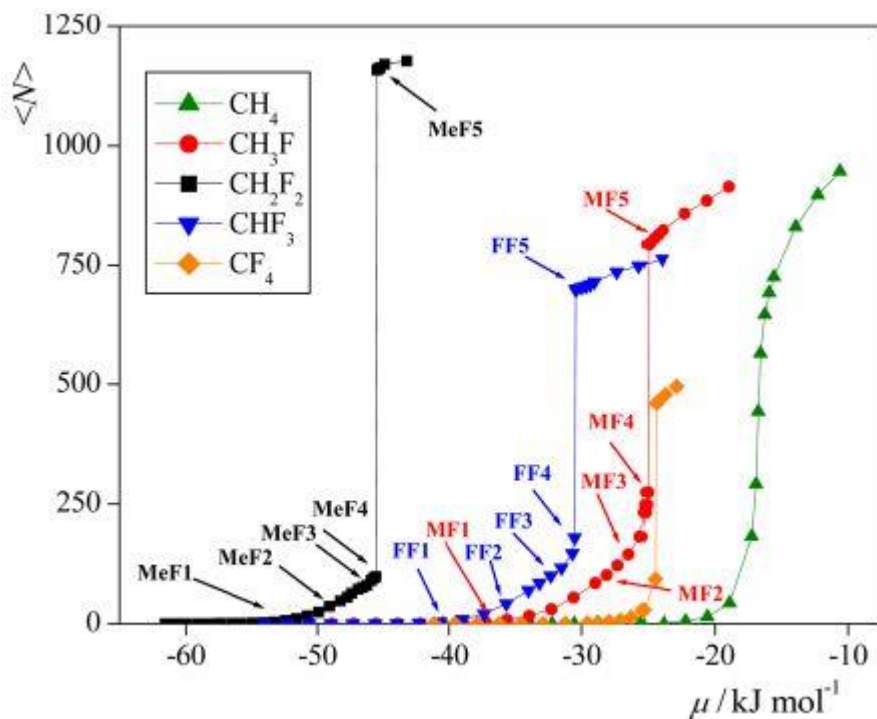 1250
1000
750
500
250
0
<N>
CH₄
CH₃F
CH₂F₂
CHF₃
CF₄
MeF5
MF5
FF5
MeF4
MeF3
MeF2
MeF1
FF4
FF3
FF2
FF1
MF4
MF3
MF2
MF1
-60
-50
-40
-30
-20
-10
μ / kJ mol⁻¹